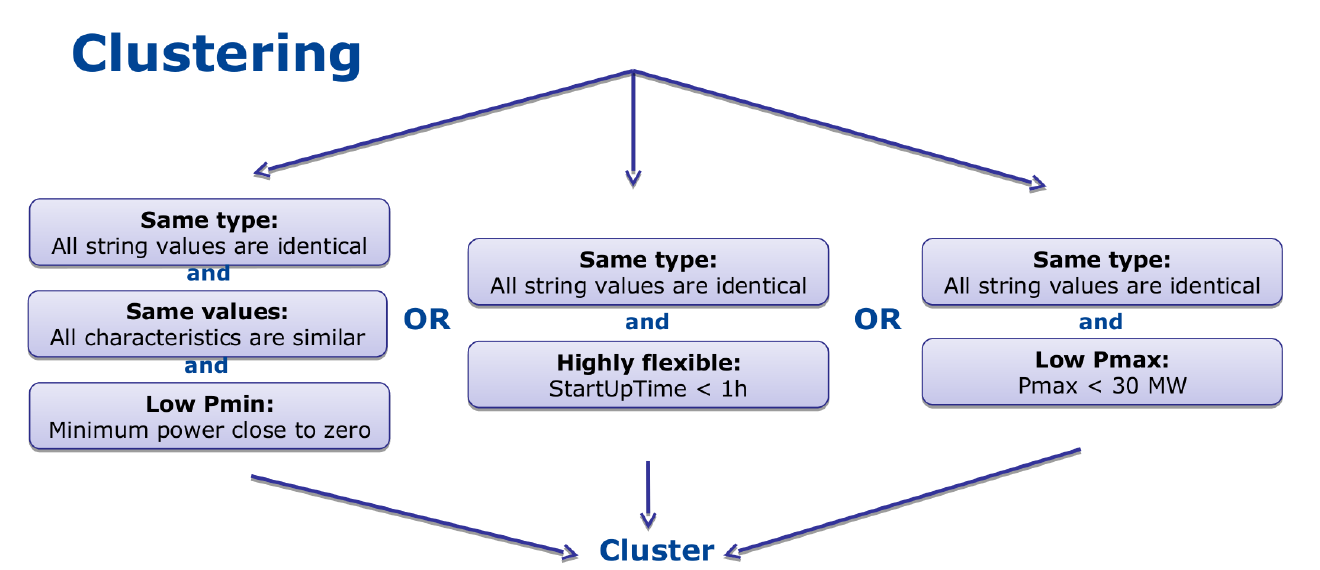 Clustering
Same type:
All string values are identical
and
Same values:
All characteristics are similar
and
Low Pmin:
Minimum power close to zero
OR
Same type:
All string values are identical
and
Highly flexible:
StartUpTime < 1h
OR
Same type:
All string values are identical
and
Low Pmax:
Pmax < 30 MW
Cluster